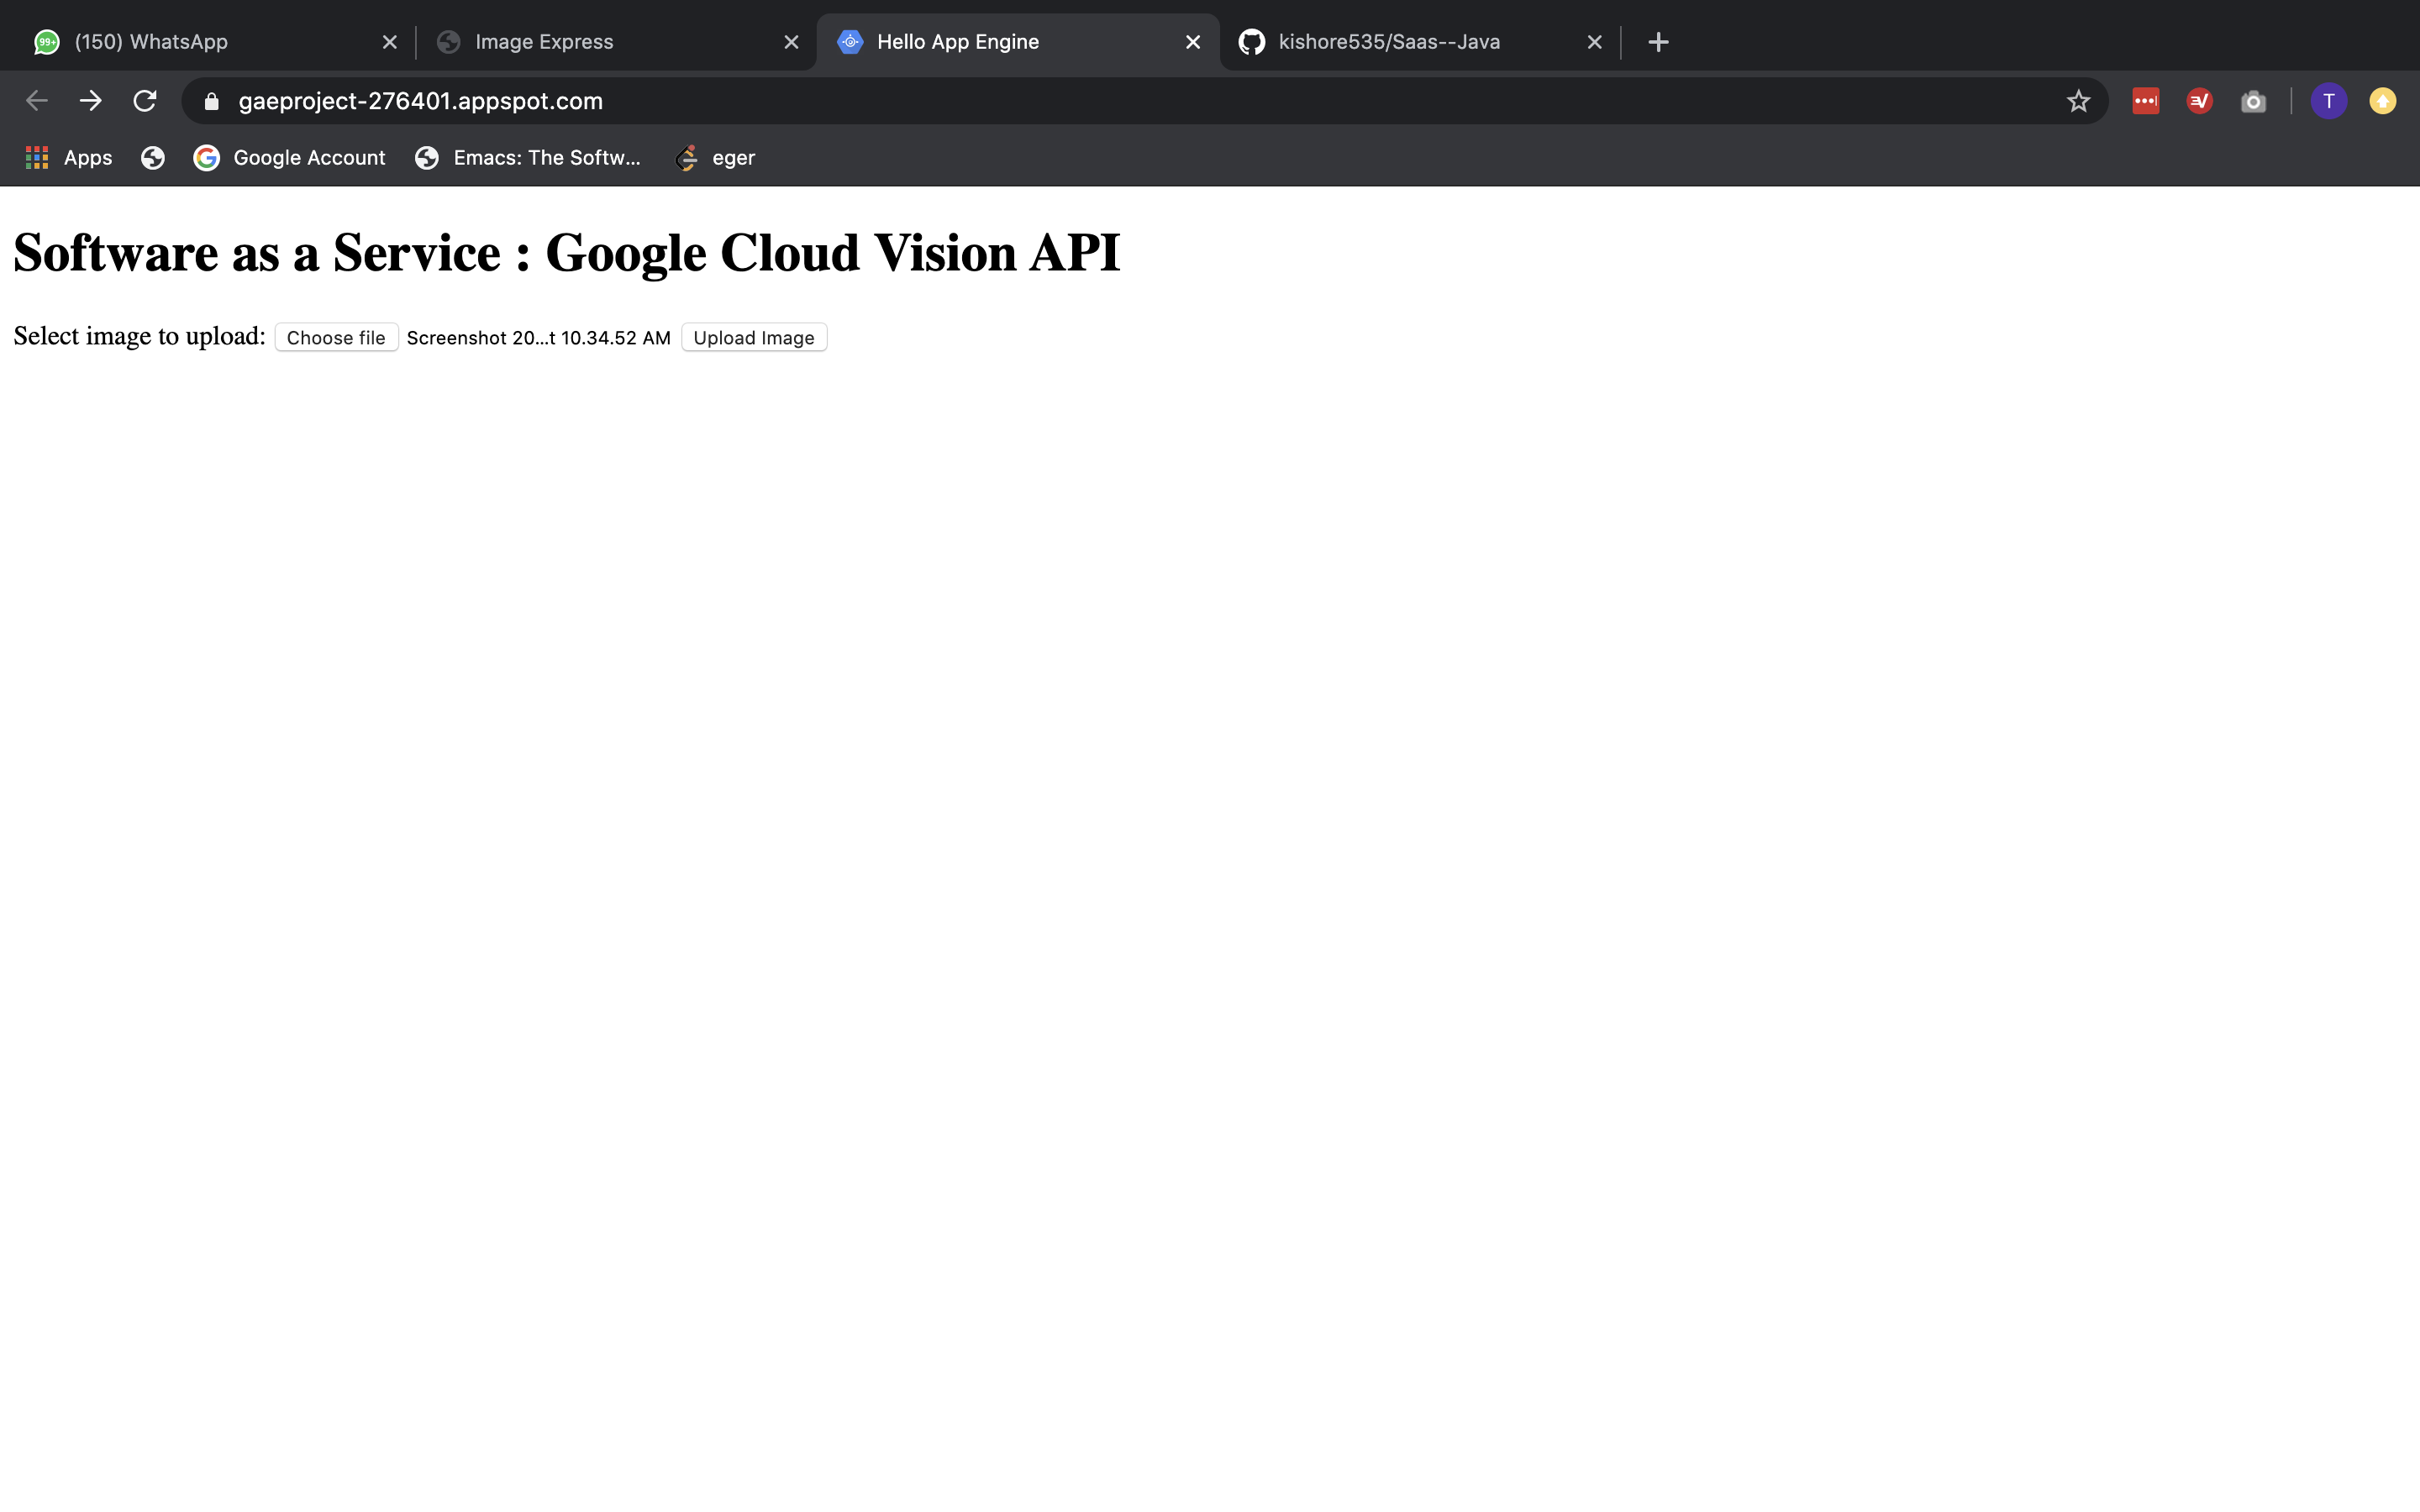 (150) WhatsApp
Image Express
Hello App Engine
kishore535/Saas--Java
gaeproject-276401.appspot.com
T
Apps
Google Account
Emacs: The Softw...
eger
Software as a Service : Google Cloud Vision API
Select image to upload: Choose file Screenshot 20...t 10.34.52 AM Upload Image